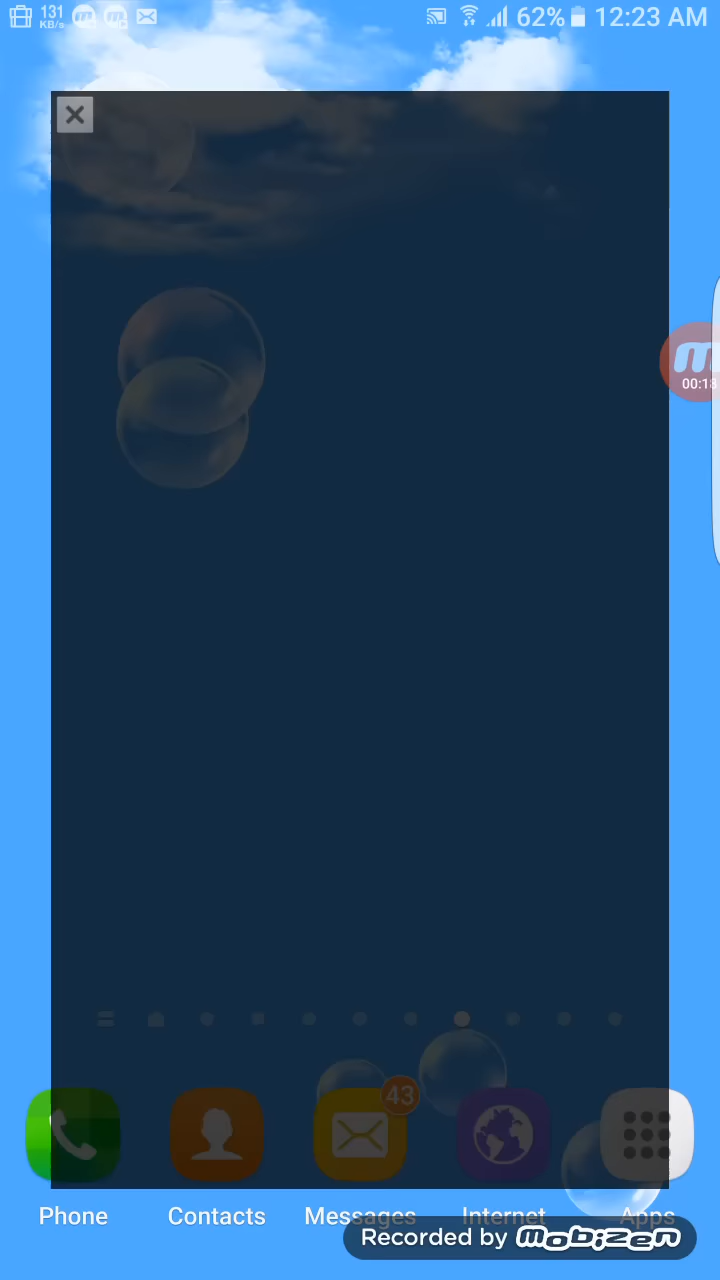 131 KB/s 62% 12:23 AM
m
00:18
43
Phone Contacts Messages Internet Apps
Recorded by mobizen